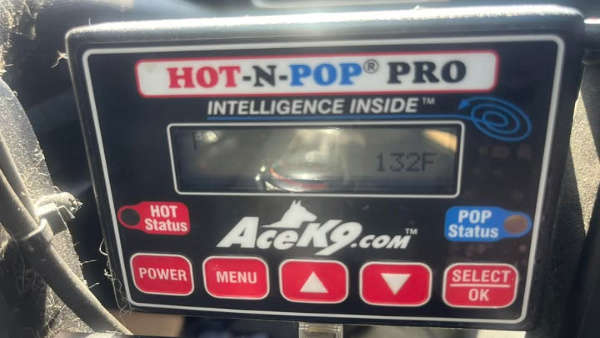 HOT-N-POP® PRO
INTELLIGENCE INSIDE™
132F
HOT Status
POP Status
AceK9.com™
POWER
MENU
SELECT
OK